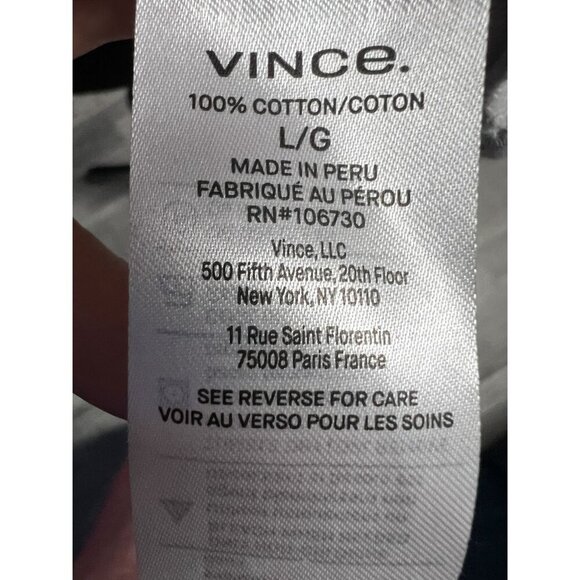 VINCe.
100% COTTON/COTON
L/G
MADE IN PERU
FABRIQUÉ AU PÉROU
RN#106730
Vince, LLC
500 Fifth Avenue, 20th Floor
New York, NY 10110
11 Rue Saint Florentin
75008 Paris France
SEE REVERSE FOR CARE
VOIR AU VERSO POUR LES SOINS